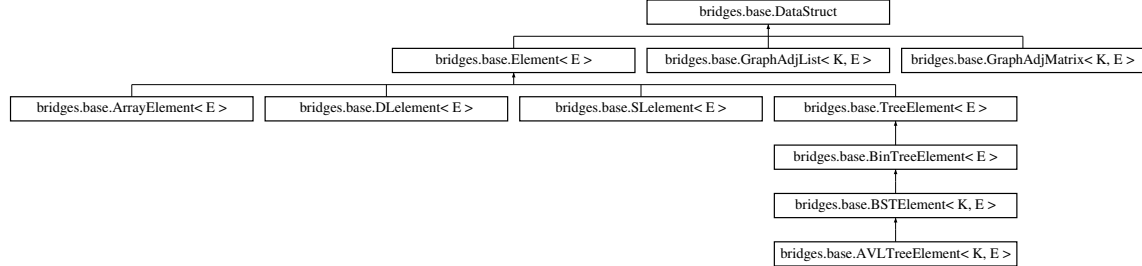 bridges.base.DataStruct
bridges.base.Element< E >
bridges.base.GraphAdjList< K, E >
bridges.base.GraphAdjMatrix< K, E >
bridges.base.ArrayElement< E >
bridges.base.DLelement< E >
bridges.base.SLelement< E >
bridges.base.TreeElement< E >
bridges.base.BinTreeElement< E >
bridges.base.BSTElement< K, E >
bridges.base.AVLTreeElement< K, E >